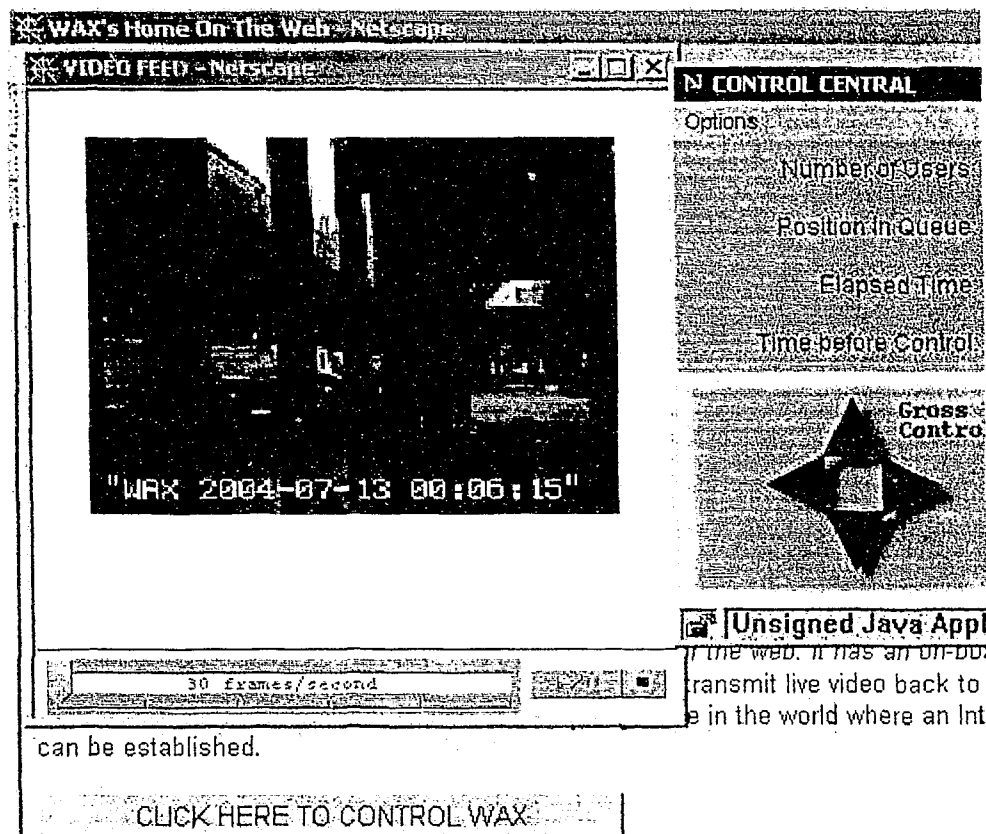 WAX's Home On The Web - Netscape
VIDEO FEED - Netscape
"WAX 2004-07-13 00:06:15"
30 frames/second
CONTROL CENTRAL
Options
Number of Users
Position In Queue
Elapsed Time
Time before Control
Gross
Contro
Unsigned Java Appl
the web. It has an on-boa
transmit live video back to
e in the world where an Int
can be established.
CLICK HERE TO CONTROL WAX